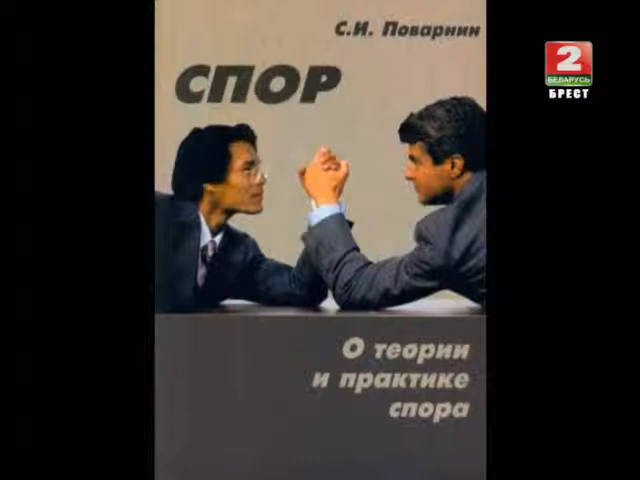 С.И. Поварнин
СПОР
2
БЕЛАРУСЬ
БРЕСТ
О теории
и практике
спора